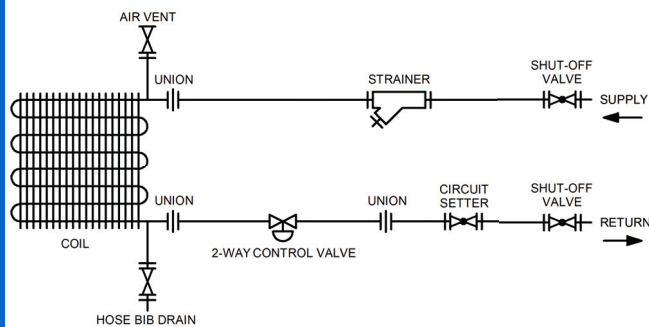 AIR VENT
UNION
STRAINER
SHUT-OFF
VALVE
SUPPLY
UNION
UNION
CIRCUIT
SETTER
SHUT-OFF
VALVE
RETURN
COIL
2-WAY CONTROL VALVE
HOSE BIB DRAIN